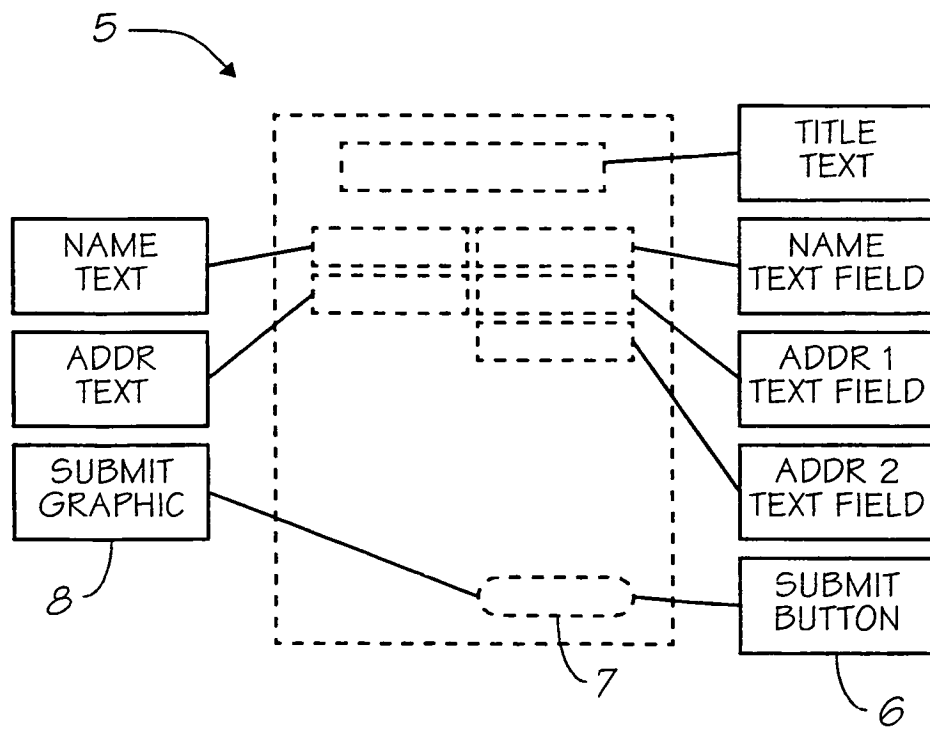 5
TITLE
TEXT
NAME
TEXT
NAME
TEXT FIELD
ADDR
TEXT
ADDR 1
TEXT FIELD
SUBMIT
GRAPHIC
ADDR 2
TEXT FIELD
8
SUBMIT
BUTTON
7
6